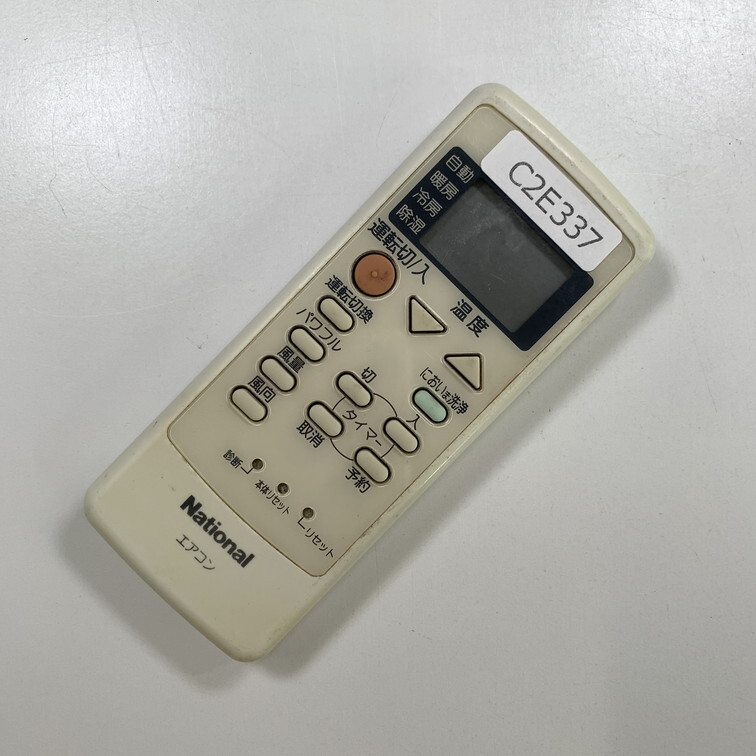 C2E337
自動
暖房
冷房
除湿
運転切/入
温度
運転切換
パワフル
風量
風向
においま洗浄
切
入
タイマー
取消
予約
診断
本体リセット
リセット
National
エアコン